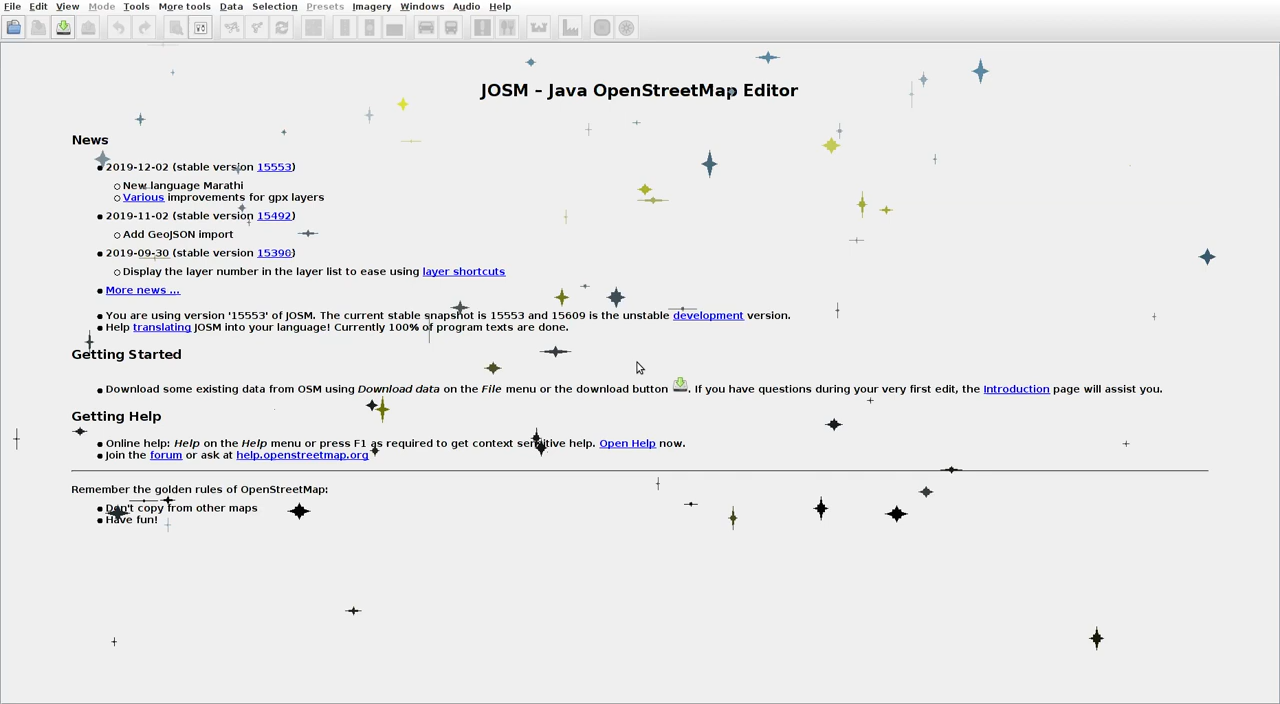 File Edit View Mode Tools More tools Data Selection Presets Imagery Windows Audio Help
JOSM – Java OpenStreetMap Editor
News
2019-12-02 (stable version 15553)
New language Marathi
Various improvements for gpx layers
2019-11-02 (stable version 15492)
Add GeoJSON import
2019-09-30 (stable version 15390)
Display the layer number in the layer list to ease using layer shortcuts
More news ...
You are using version '15553' of JOSM. The current stable snapshot is 15553 and 15609 is the unstable development version.
Help translating JOSM into your language! Currently 100% of program texts are done.
Getting Started
Download some existing data from OSM using Download data on the File menu or the download button . If you have questions during your very first edit, the Introduction page will assist you.
Getting Help
Online help: Help on the Help menu or press F1 as required to get context sensitive help. Open Help now.
Join the forum or ask at help.openstreetmap.org
Remember the golden rules of OpenStreetMap:
Don't copy from other maps
Have fun!